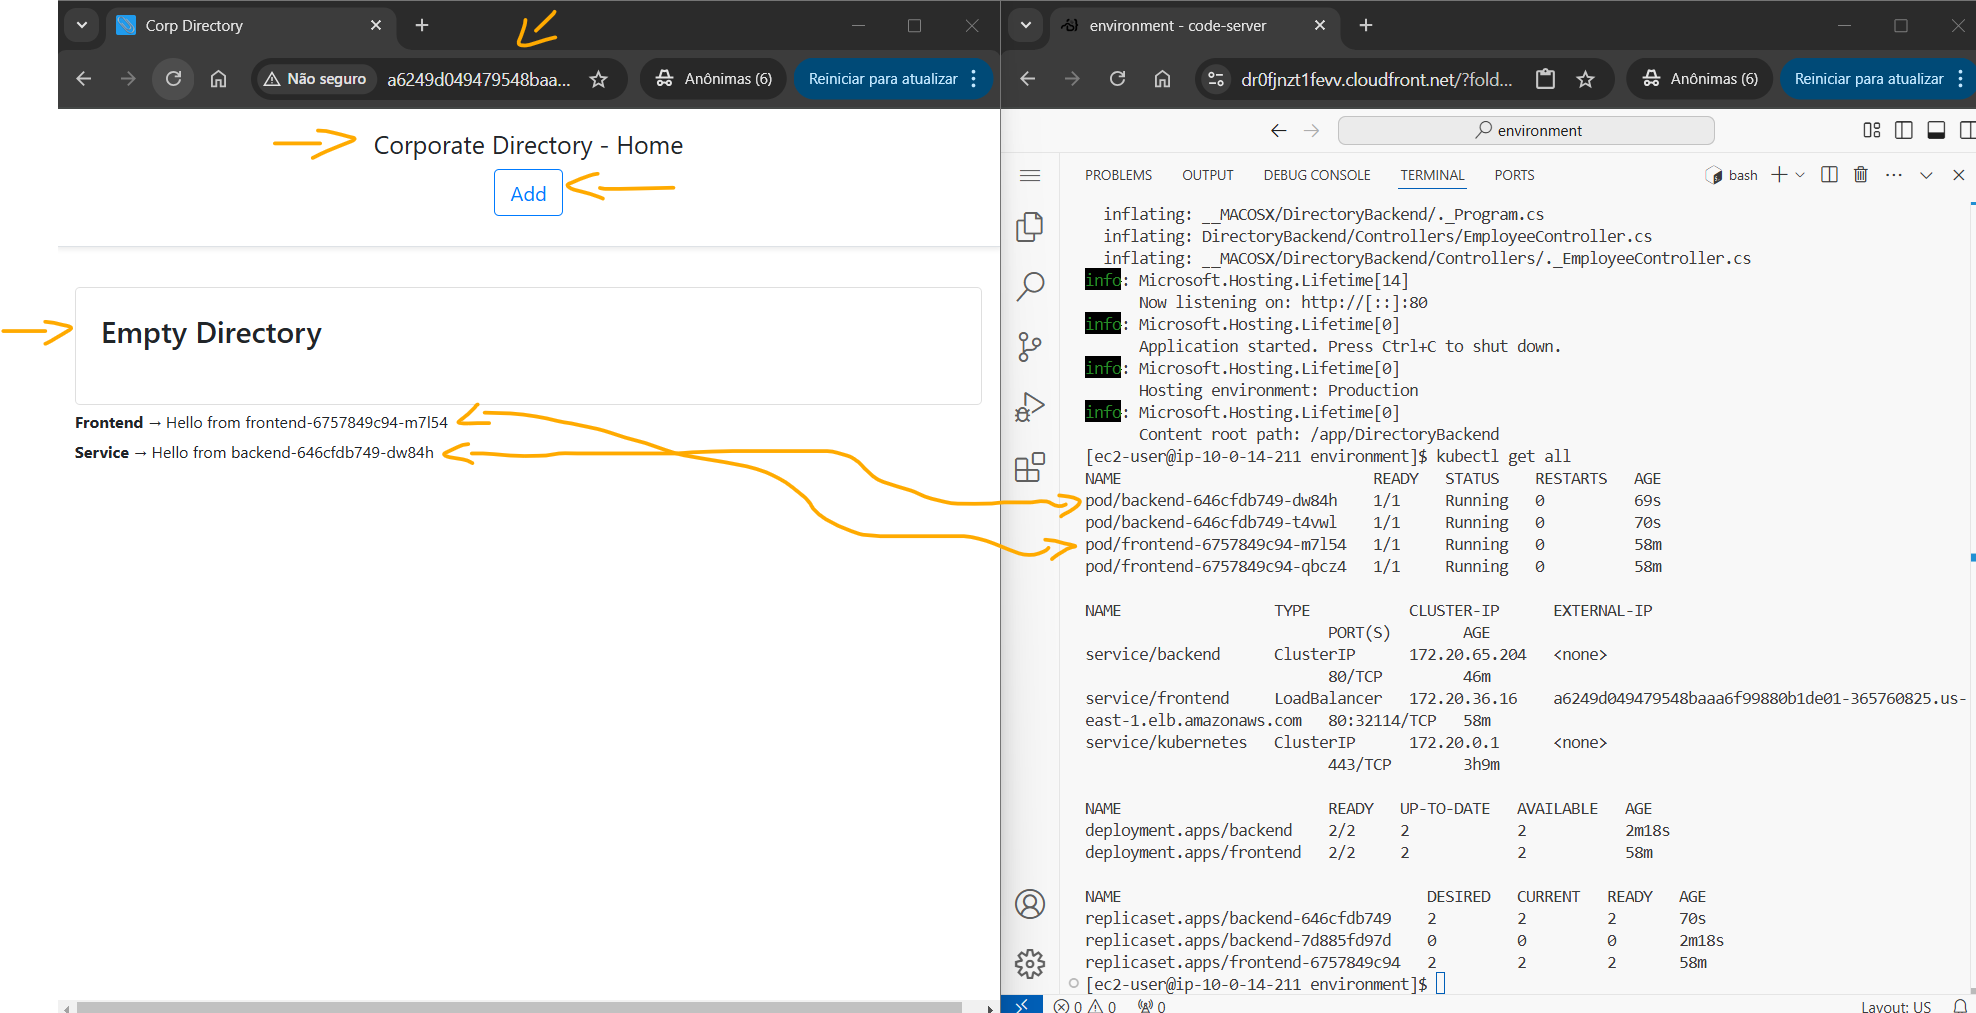 Corp Directory
Não seguro
a6249d049479548baa...
Anônimas (6)
Reiniciar para atualizar
Corporate Directory - Home
Add
Empty Directory
Frontend → Hello from frontend-6757849c94-m7l54
Service → Hello from backend-646cfdb749-dw84h
environment - code-server
dr0fjnzt1fevv.cloudfront.net/?fold...
Anônimas (6)
Reiniciar para atualizar
environment
PROBLEMS OUTPUT DEBUG CONSOLE TERMINAL PORTS
bash
inflating: __MACOSX/DirectoryBackend/._Program.cs
inflating: DirectoryBackend/Controllers/EmployeeController.cs
inflating: __MACOSX/DirectoryBackend/Controllers/._EmployeeController.cs
info: Microsoft.Hosting.Lifetime[14]
Now listening on: http://[::]:80
info: Microsoft.Hosting.Lifetime[0]
Application started. Press Ctrl+C to shut down.
info: Microsoft.Hosting.Lifetime[0]
Hosting environment: Production
info: Microsoft.Hosting.Lifetime[0]
Content root path: /app/DirectoryBackend
[ec2-user@ip-10-0-14-211 environment]$ kubectl get all
NAME READY STATUS RESTARTS AGE
pod/backend-646cfdb749-dw84h 1/1 Running 0 69s
pod/backend-646cfdb749-t4vwl 1/1 Running 0 70s
pod/frontend-6757849c94-m7l54 1/1 Running 0 58m
pod/frontend-6757849c94-qbcz4 1/1 Running 0 58m
NAME TYPE CLUSTER-IP EXTERNAL-IP
PORT(S) AGE
service/backend ClusterIP 172.20.65.204 <none>
80/TCP 46m
service/frontend LoadBalancer 172.20.36.16 a6249d049479548baaa6f99880b1de01-365760825.us-
east-1.elb.amazonaws.com 80:32114/TCP 58m
service/kubernetes ClusterIP 172.20.0.1 <none>
443/TCP 3h9m
NAME READY UP-TO-DATE AVAILABLE AGE
deployment.apps/backend 2/2 2 2 2m18s
deployment.apps/frontend 2/2 2 2 58m
NAME DESIRED CURRENT READY AGE
replicaset.apps/backend-646cfdb749 2 2 2 70s
replicaset.apps/backend-7d885fd97d 0 0 0 2m18s
replicaset.apps/frontend-6757849c94 2 2 2 58m
[ec2-user@ip-10-0-14-211 environment]$
0 0 0
Layout: US